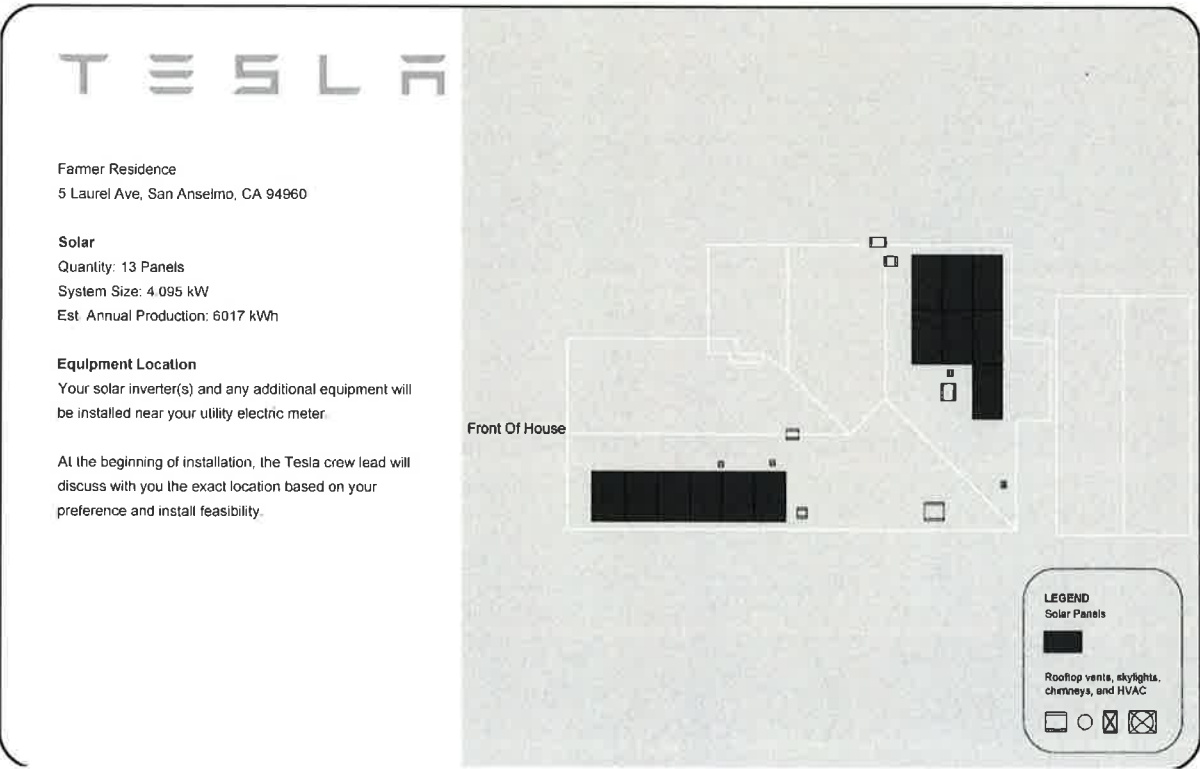 TESLA
Farmer Residence
5 Laurel Ave, San Anselmo, CA 94960
Solar
Quantity: 13 Panels
System Size: 4.095 kW
Est. Annual Production: 6017 kWh
Equipment Location
Your solar inverter(s) and any additional equipment will
be installed near your utility electric meter.
At the beginning of installation, the Tesla crew lead will
discuss with you the exact location based on your
preference and install feasibility.
Front Of House
LEGEND
Solar Panels
Rooftop vents, skylights,
chimneys, and HVAC